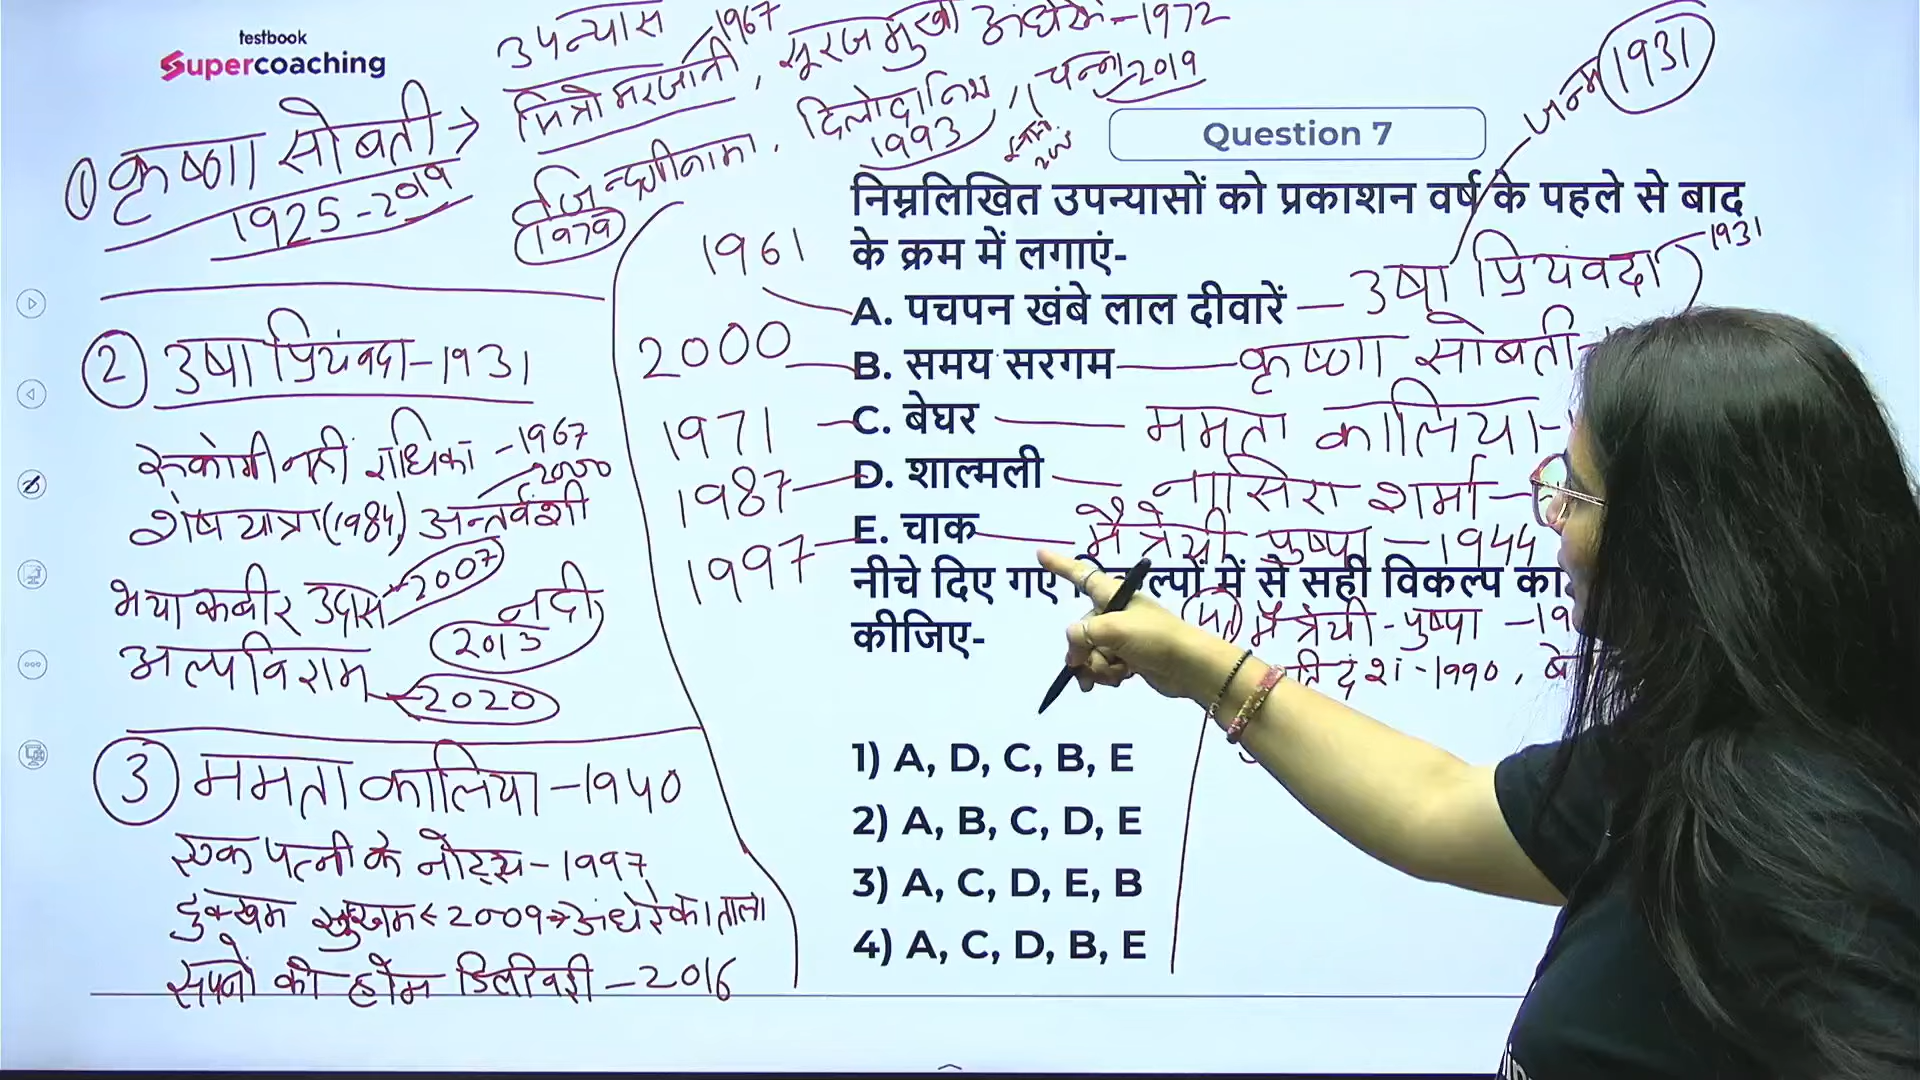 testbook
Supercoaching
उपन्यास
मित्रो मरजानी 1967, सूरजमुखी अंधेरे - 1972
① कृष्णा सोबती →
1925-2019
जिन्दगीनामा, दिलोदानिश, चन्ना 2019
1979
1993
② उषा प्रियंवदा - 1931
रुकोगी नहीं राधिका - 1967
2000
शेष यात्रा (1984) अन्तर्वंशी
भया कबीर उदास - 2007
नदी
2013
अल्पविराम - 2020
③ ममता कालिया - 1940
एक पत्नी के नोट्स - 1997
दुक्खम सुक्खम < 2009 → अंधेरे का ताला
सपनों की होम डिलिवरी - 2016
Question 7
जन्म 1931
निम्नलिखित उपन्यासों को प्रकाशन वर्ष के पहले से बाद
के क्रम में लगाएं-
1961 A. पचपन खंबे लाल दीवारें - उषा प्रियंवदा 1931
2000 B. समय सरगम - कृष्णा सोबती
1971 C. बेघर - ममता कालिया -
1987 D. शाल्मली - नासिरा शर्मा -
1997 E. चाक - मैत्रेयी पुष्पा - 1944
नीचे दिए गए में से सही विकल्प का
कीजिए-
मैत्रेयी - पुष्पा - 19
- 1990,
1) A, D, C, B, E
2) A, B, C, D, E
3) A, C, D, E, B
4) A, C, D, B, E